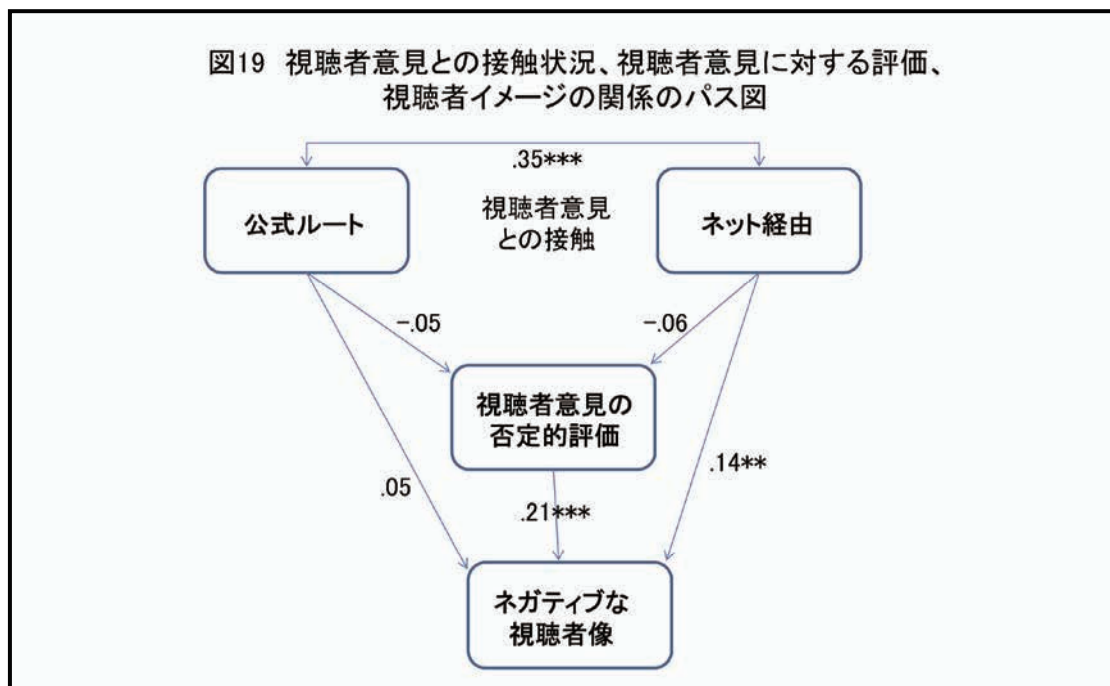 図19 視聴者意見との接触状況、視聴者意見に対する評価、
視聴者イメージの関係のパス図
.35***
公式ルート
視聴者意見
との接触
ネット経由
-.05
-.06
視聴者意見の
否定的評価
.05
.21***
.14**
ネガティブな
視聴者像